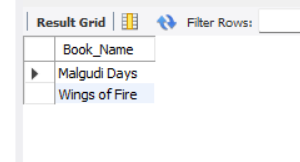 Result Grid Filter Rows:
Book_Name
Malgudi Days
Wings of Fire